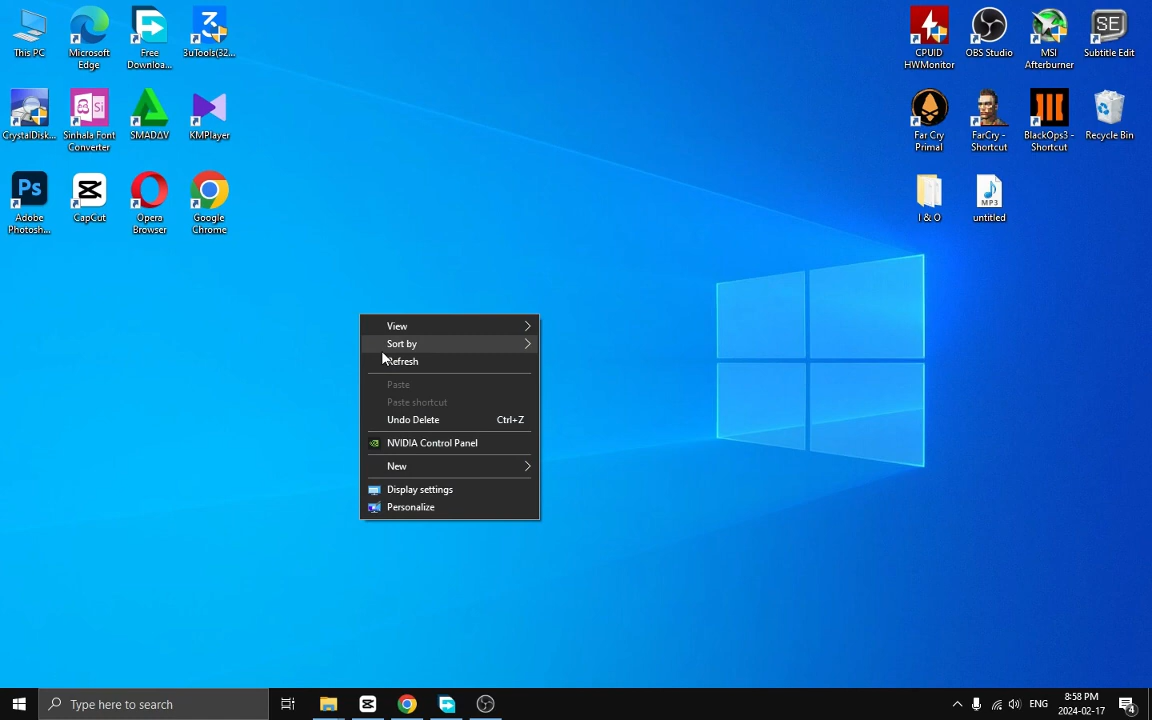 This PC
Microsoft
Edge
Free
Downloa...
3uTools(32...
CPUID
HWMonitor
OBS Studio
MSI
Afterburner
SE
Subtitle Edit
CrystalDisk...
Si
Sinhala Font
Converter
SMADΔV
KMPlayer
Far Cry
Primal
FarCry -
Shortcut
BlackOps3 -
Shortcut
Recycle Bin
Ps
Adobe
Photosh...
CapCut
Opera
Browser
Google
Chrome
I & O
MP3
untitled
View
Sort by
Refresh
Paste
Paste shortcut
Undo Delete Ctrl+Z
NVIDIA Control Panel
New
Display settings
Personalize
Type here to search
ENG
8:58 PM
2024-02-17
4